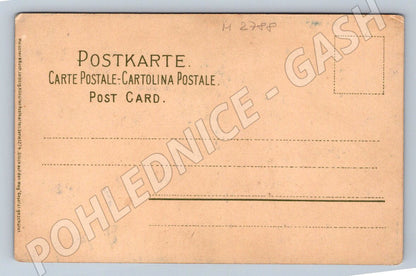 M 2788
POSTKARTE.
CARTE POSTALE-CARTOLINA POSTALE.
POST CARD.
POHLEDNICE - GASH